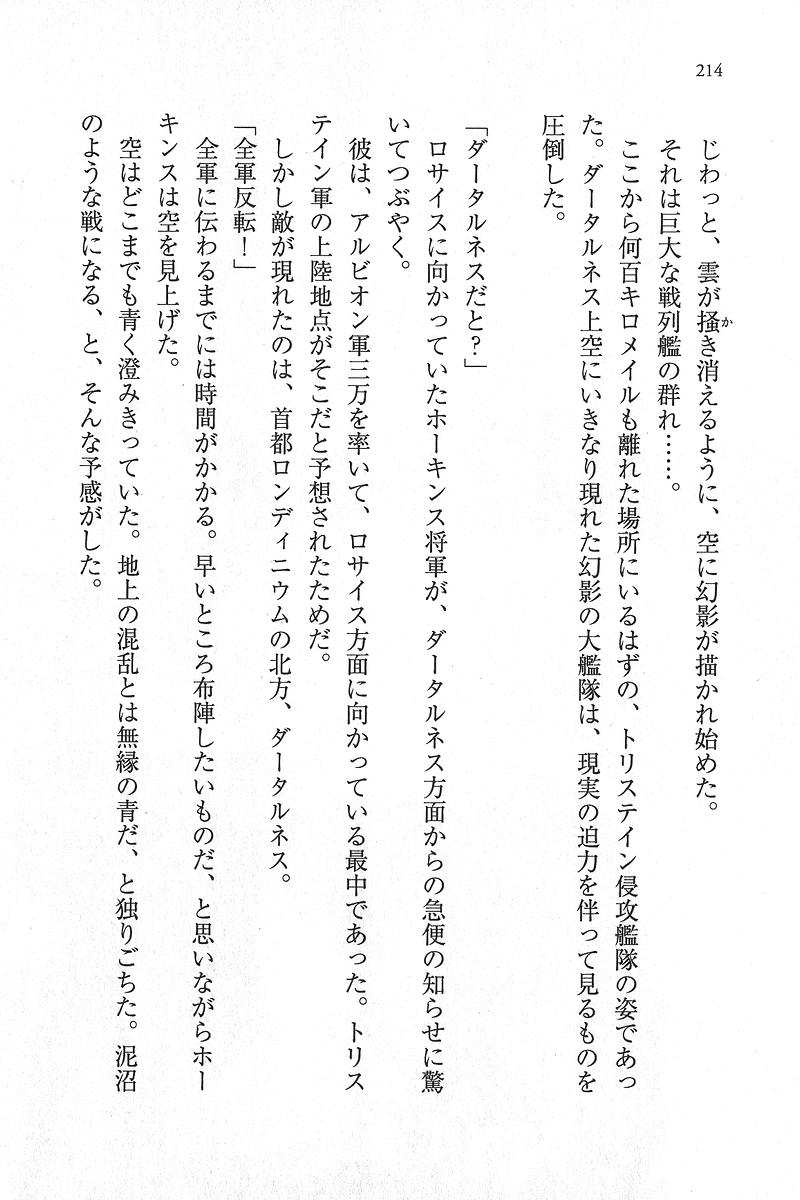 214
じわっと、雲が掻き消えるように、空に幻影が描かれ始めた。
か
それは巨大な戦列艦の群れ……。
ここから何百キロメイルも離れた場所にいるはずの、トリステイン侵攻艦隊の姿であっ
た。ダータルネス上空にいきなり現れた幻影の大艦隊は、現実の迫力を伴って見るものを
圧倒した。
「ダータルネスだと？」
ロサイスに向かっていたホーキンス将軍が、ダータルネス方面からの急便の知らせに驚
いてつぶやく。
彼は、アルビオン軍三万を率いて、ロサイス方面に向かっている最中であった。トリス
テイン軍の上陸地点がそこだと予想されたためだ。
しかし敵が現れたのは、首都ロンディニウムの北方、ダータルネス。
「全軍反転！」
全軍に伝わるまでには時間がかかる。早いところ布陣したいものだ、と思いながらホー
キンスは空を見上げた。
空はどこまでも青く澄みきっていた。地上の混乱とは無縁の青だ、と独りごちた。泥沼
のような戦になる、と、そんな予感がした。